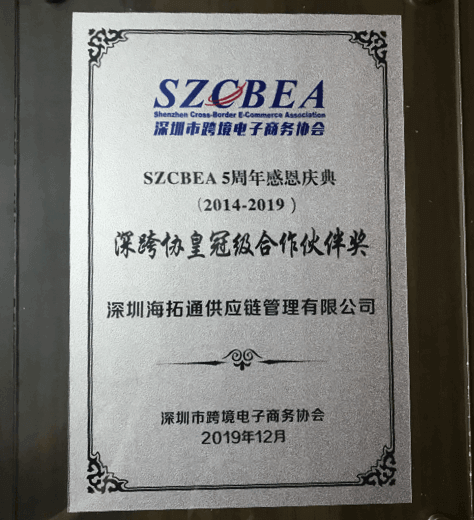 SZCBEA
Shenzhen Cross-Border E-Commerce Association
深圳市跨境电子商务协会
SZCBEA 5周年感恩庆典
（2014-2019 ）
深跨协皇冠级合作伙伴奖
深圳海拓通供应链管理有限公司
深圳市跨境电子商务协会
2019年12月